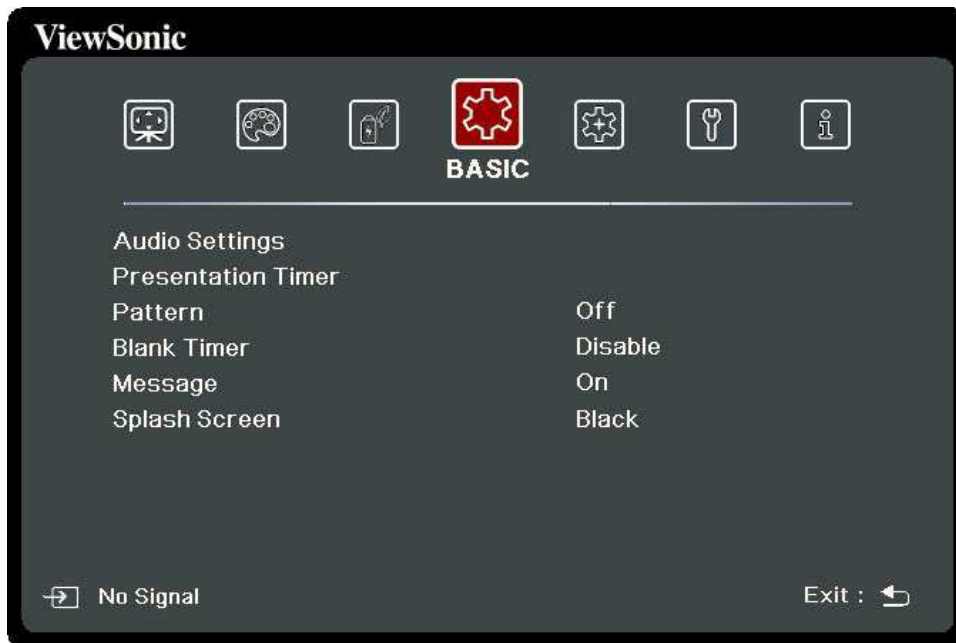 ViewSonic
BASIC
Audio Settings
Presentation Timer
Pattern Off
Blank Timer Disable
Message On
Splash Screen Black
No Signal Exit :